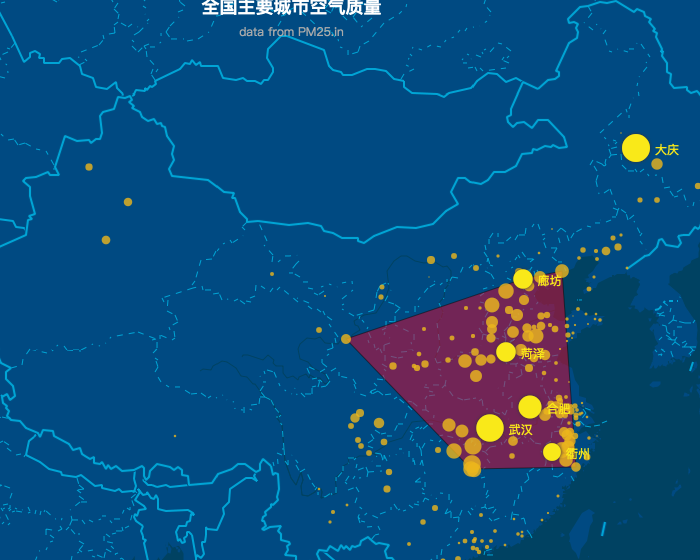 全国主要城市空气质量
data from PM25.in
大庆
廊坊
菏泽
合肥
武汉
衢州